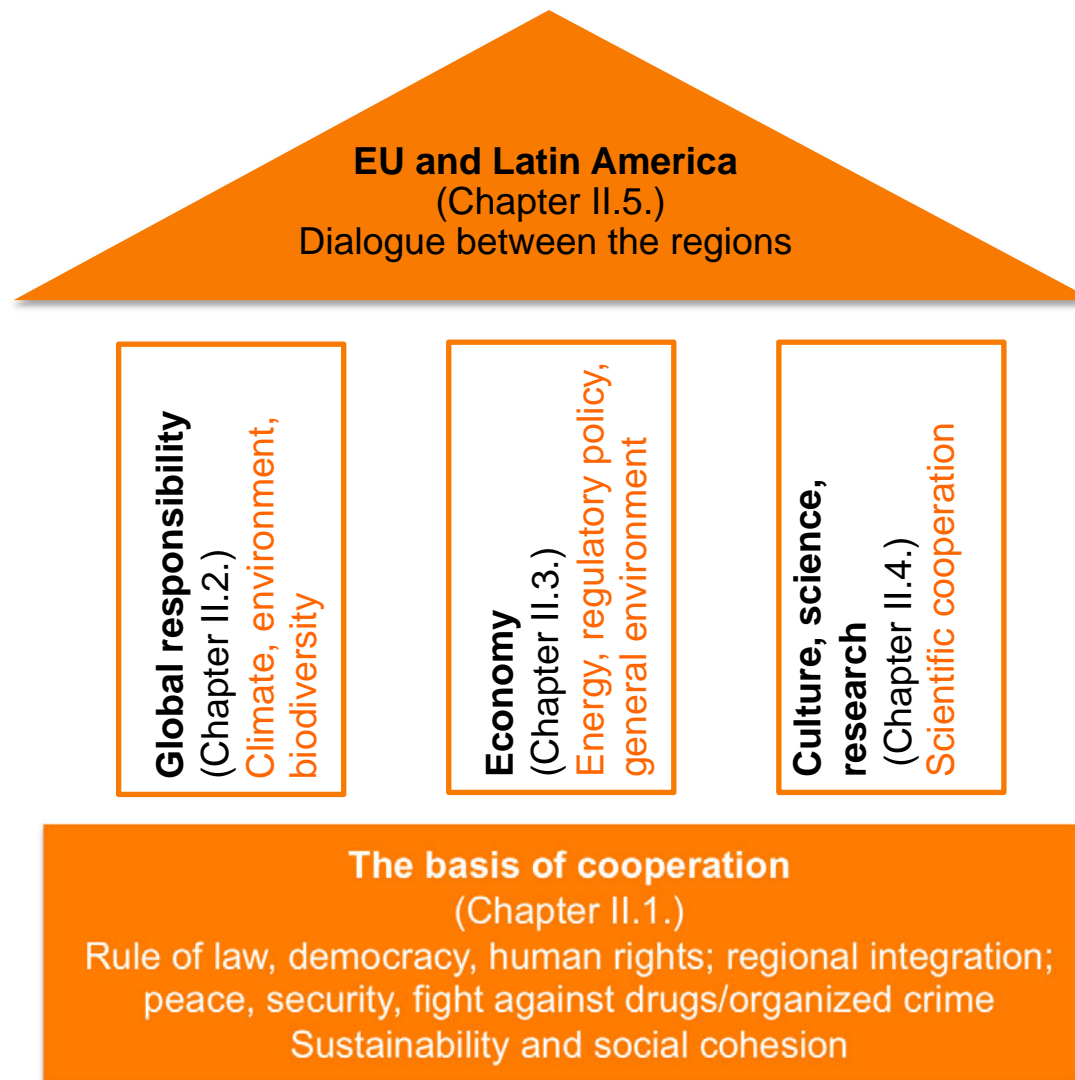 EU and Latin America
(Chapter II.5.)
Dialogue between the regions
Global responsibility
(Chapter II.2.)
Climate, environment,
biodiversity
Economy
(Chapter II.3.)
Energy, regulatory policy,
general environment
Culture, science,
research
(Chapter II.4.)
Scientific cooperation
The basis of cooperation
(Chapter II.1.)
Rule of law, democracy, human rights; regional integration;
peace, security, fight against drugs/organized crime
Sustainability and social cohesion